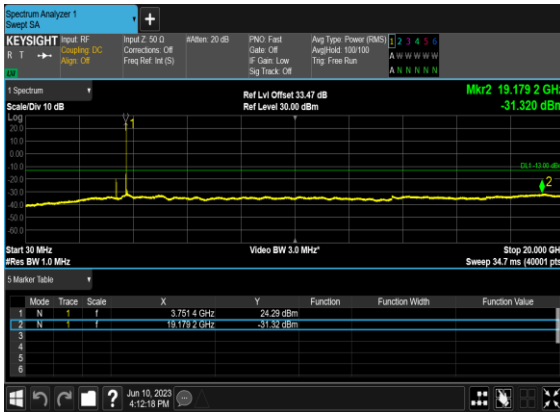 Spectrum Analyzer 1
Swept SA
+
KEYSIGHT Input: RF Input Z: 50 Ω #Atten: 20 dB PNO: Fast Avg Type: Power (RMS) 1 2 3 4 5 6
R T Coupling: DC Corrections: Off Gate: Off Avg|Hold: 100/100 A W W W W W
Align: Off Freq Ref: Int (S) IF Gain: Low Trig: Free Run
LXI Sig Track: Off A N N N N N
1 Spectrum Ref Lvl Offset 33.47 dB Mkr2 19.179 2 GHz
Scale/Div 10 dB Ref Level 30.00 dBm -31.320 dBm
Log
20.0
10.0
0.00
-10.0
-20.0
-30.0
-40.0
-50.0
-60.0
1
DL1 -13.00 dBm
2
Start 30 MHz Video BW 3.0 MHz* Stop 20.000 GHz
#Res BW 1.0 MHz Sweep 34.7 ms (40001 pts)
5 Marker Table
Mode Trace Scale X Y Function Function Width Function Value
1 N 1 f 3.751 4 GHz 24.29 dBm
2 N 1 f 19.179 2 GHz -31.32 dBm
3
4
5
6
? Jun 10, 2023
4:12:18 PM